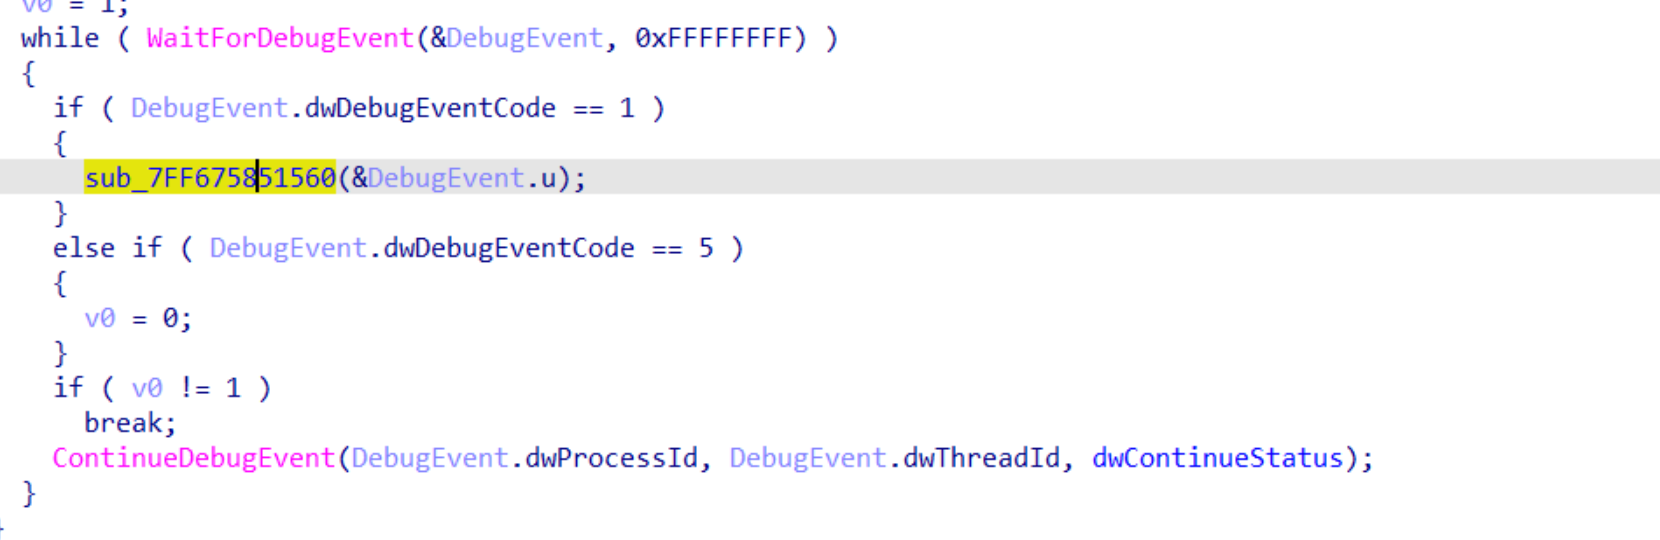 v0 = 1;
while ( WaitForDebugEvent(&DebugEvent, 0xFFFFFFFF) )
{
if ( DebugEvent.dwDebugEventCode == 1 )
{
sub_7FF675851560(&DebugEvent.u);
}
else if ( DebugEvent.dwDebugEventCode == 5 )
{
v0 = 0;
}
if ( v0 != 1 )
break;
ContinueDebugEvent(DebugEvent.dwProcessId, DebugEvent.dwThreadId, dwContinueStatus);
}
}